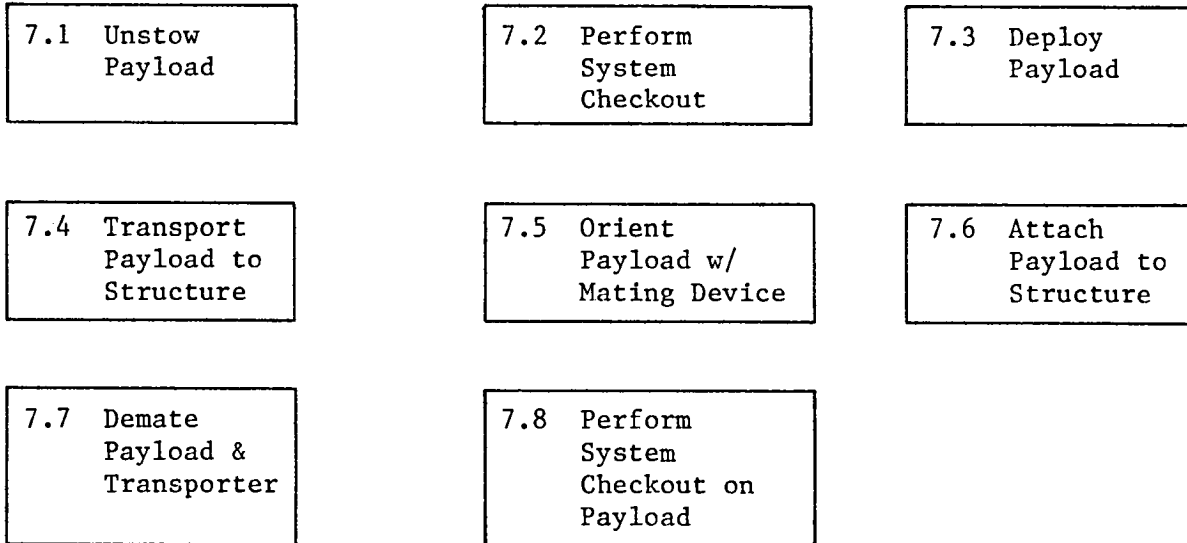 7.1 Unstow
Payload
7.2 Perform
System
Checkout
7.3 Deploy
Payload
7.4 Transport
Payload to
Structure
7.5 Orient
Payload w/
Mating Device
7.6 Attach
Payload to
Structure
7.7 Demate
Payload &
Transporter
7.8 Perform
System
Checkout on
Payload